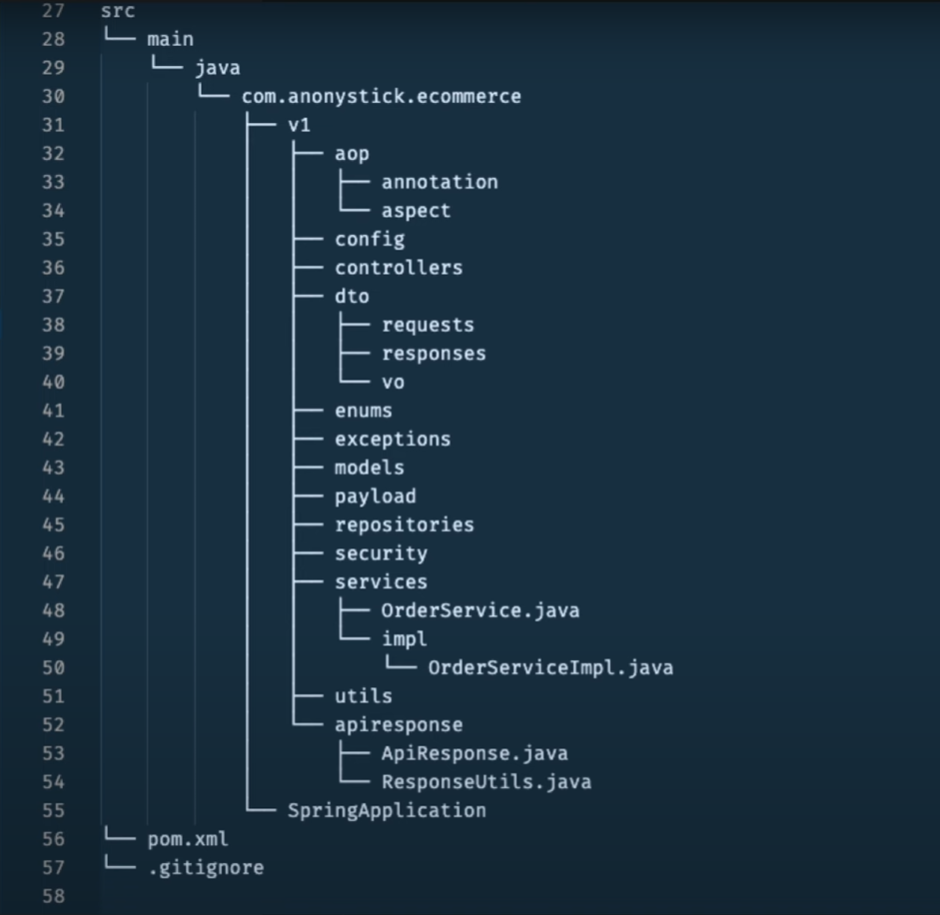 27 src
28 └── main
29     └── java
30         └── com.anonystick.ecommerce
31             ├── v1
32             │   ├── aop
33             │   │   ├── annotation
34             │   │   └── aspect
35             │   ├── config
36             │   ├── controllers
37             │   ├── dto
38             │   │   ├── requests
39             │   │   ├── responses
40             │   │   └── vo
41             │   ├── enums
42             │   ├── exceptions
43             │   ├── models
44             │   ├── payload
45             │   ├── repositories
46             │   ├── security
47             │   ├── services
48             │   │   ├── OrderService.java
49             │   │   └── impl
50             │   │       └── OrderServiceImpl.java
51             │   ├── utils
52             │   └── apiresponse
53             │       ├── ApiResponse.java
54             │       └── ResponseUtils.java
55             └── SpringApplication
56 └── pom.xml
57 └── .gitignore
58